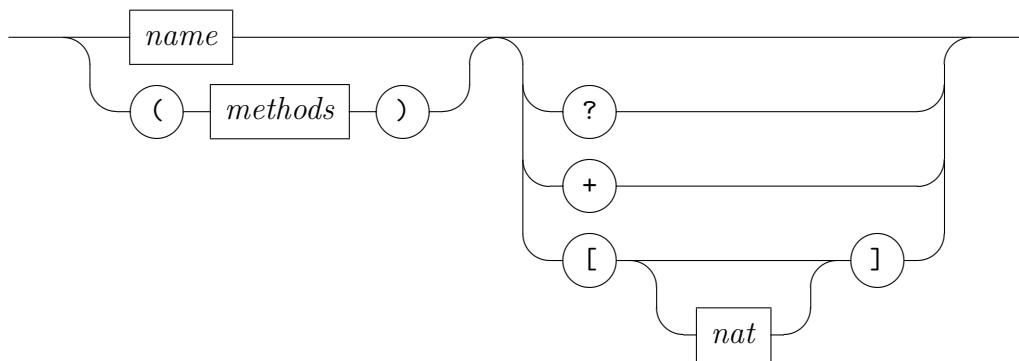 name
( methods )
?
+
[ ]
nat